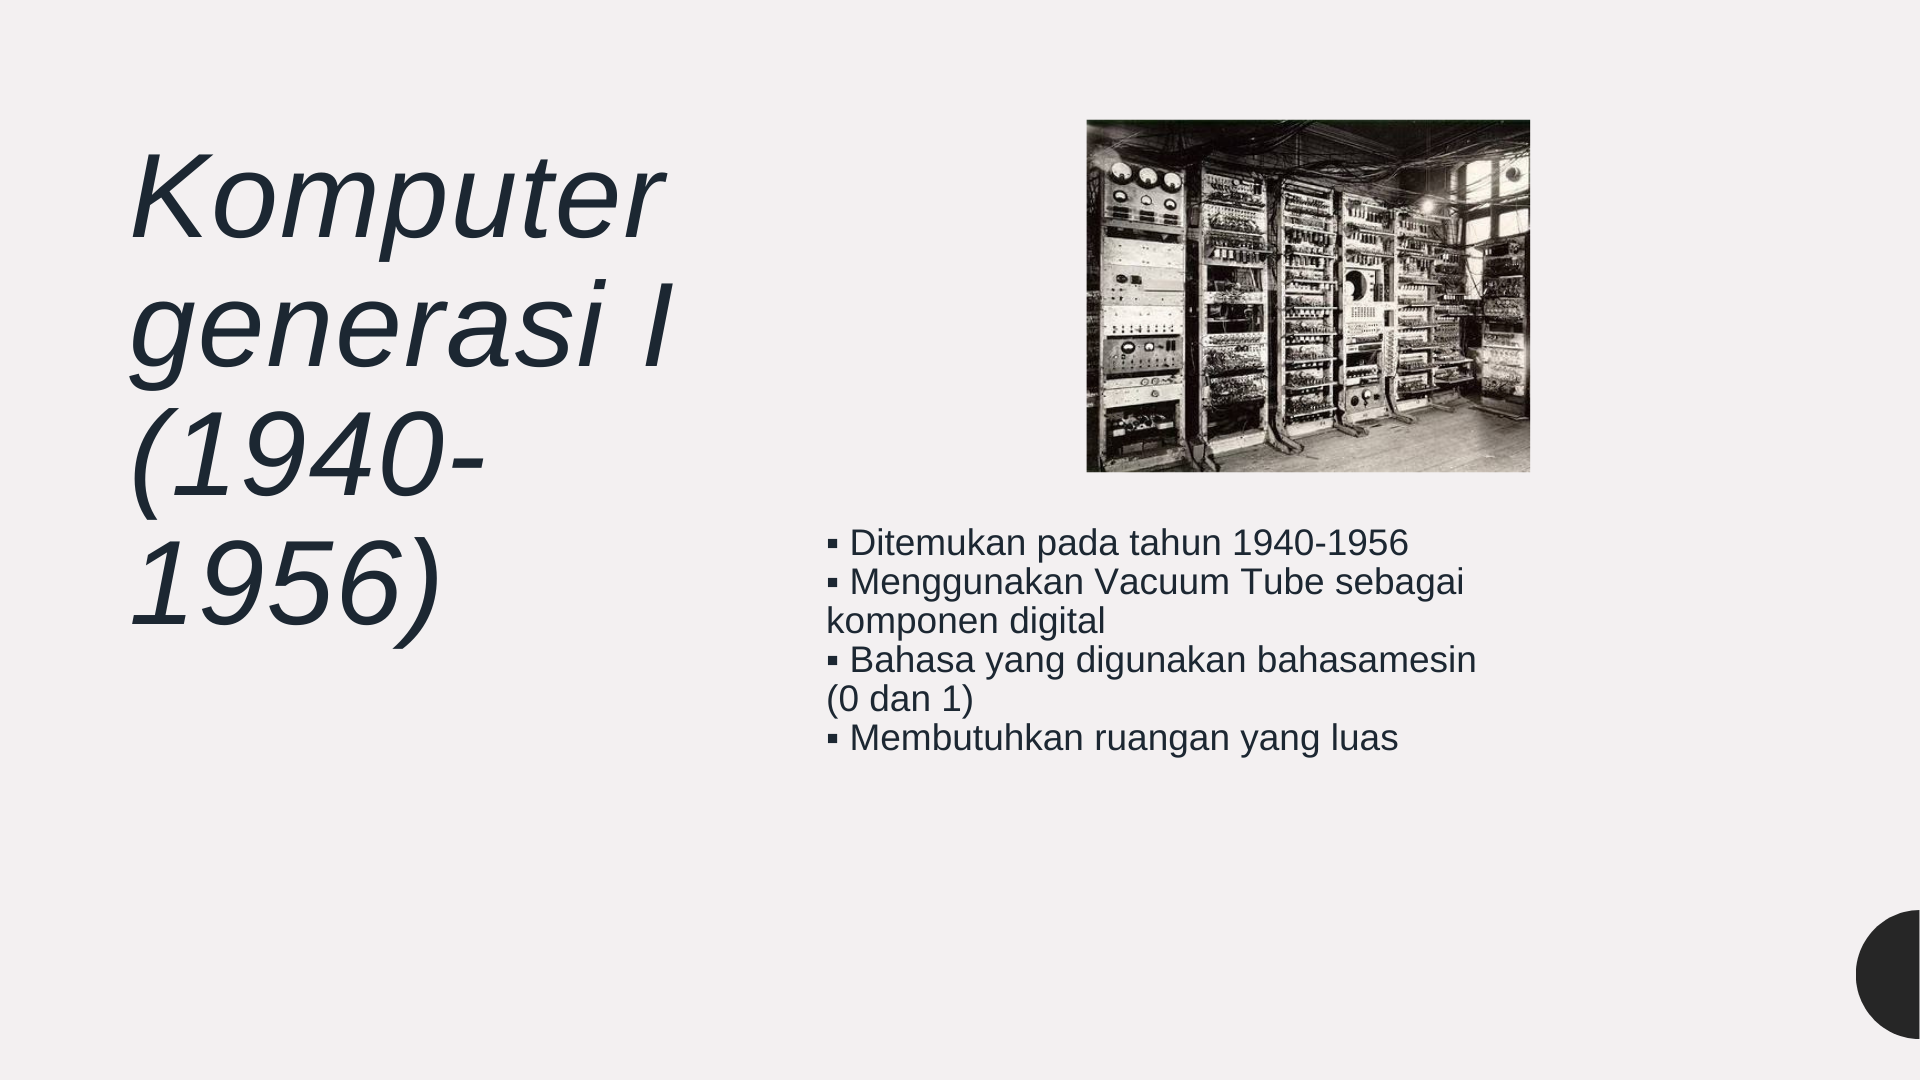 Komputer
generasi I
(1940-
1956)
▪ Ditemukan pada tahun 1940-1956
▪ Menggunakan Vacuum Tube sebagai
komponen digital
▪ Bahasa yang digunakan bahasamesin
(0 dan 1)
▪ Membutuhkan ruangan yang luas